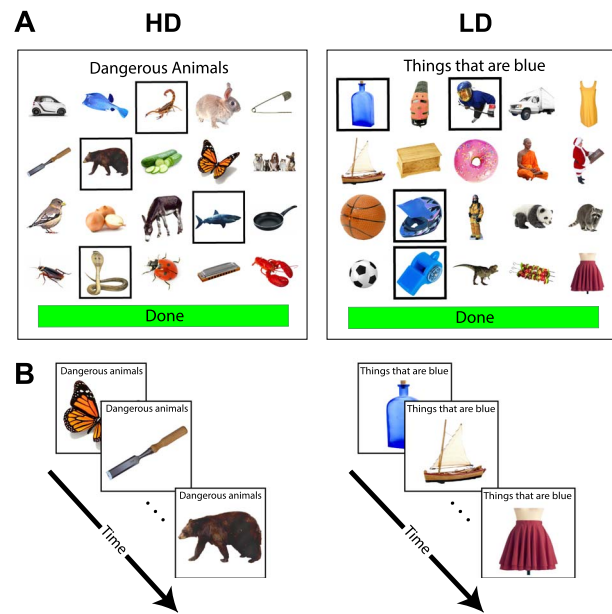 A
HD
LD
Dangerous Animals
Things that are blue
Done
Done
B
Dangerous animals
Dangerous animals
Dangerous animals
Time
Things that are blue
Things that are blue
Things that are blue
Time